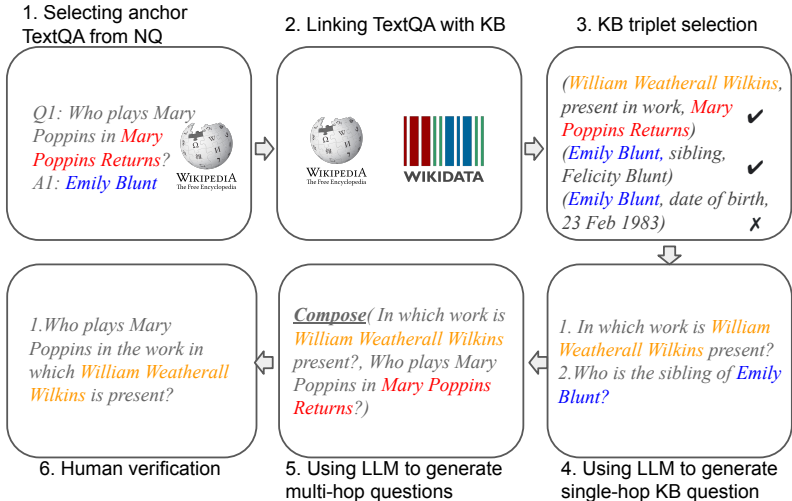 1. Selecting anchor
TextQA from NQ
Q1: Who plays Mary
Poppins in Mary
Poppins Returns?
A1: Emily Blunt
WIKIPEDIA
The Free Encyclopedia
2. Linking TextQA with KB
WIKIPEDIA
The Free Encyclopedia
WIKIDATA
3. KB triplet selection
(William Weatherall Wilkins,
present in work, Mary
Poppins Returns) ✔
(Emily Blunt, sibling,
Felicity Blunt) ✔
(Emily Blunt, date of birth,
23 Feb 1983) ✗
1. In which work is William
Weatherall Wilkins present?
2.Who is the sibling of Emily
Blunt?
4. Using LLM to generate
single-hop KB question
Compose( In which work is
William Weatherall Wilkins
present?, Who plays Mary
Poppins in Mary Poppins
Returns?)
5. Using LLM to generate
multi-hop questions
1.Who plays Mary
Poppins in the work in
which William Weatherall
Wilkins is present?
6. Human verification